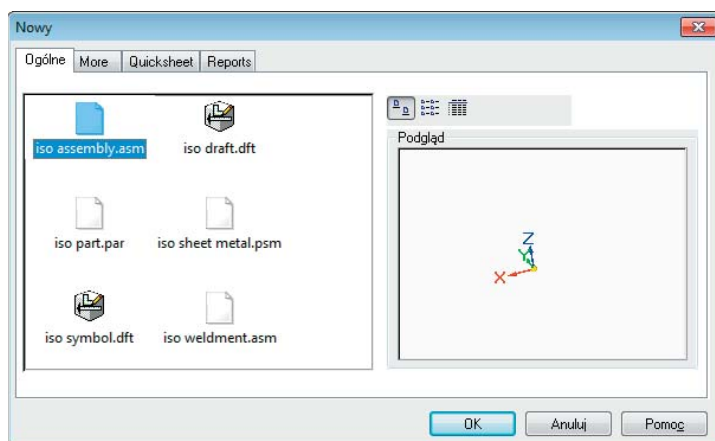 Nowy
Ogólne More Quicksheet Reports
iso assembly.asm iso draft.dft
iso part.par iso sheet metal.psm
iso symbol.dft iso weldment.asm
Podgląd
Z
Y
X
OK Anuluj Pomoc